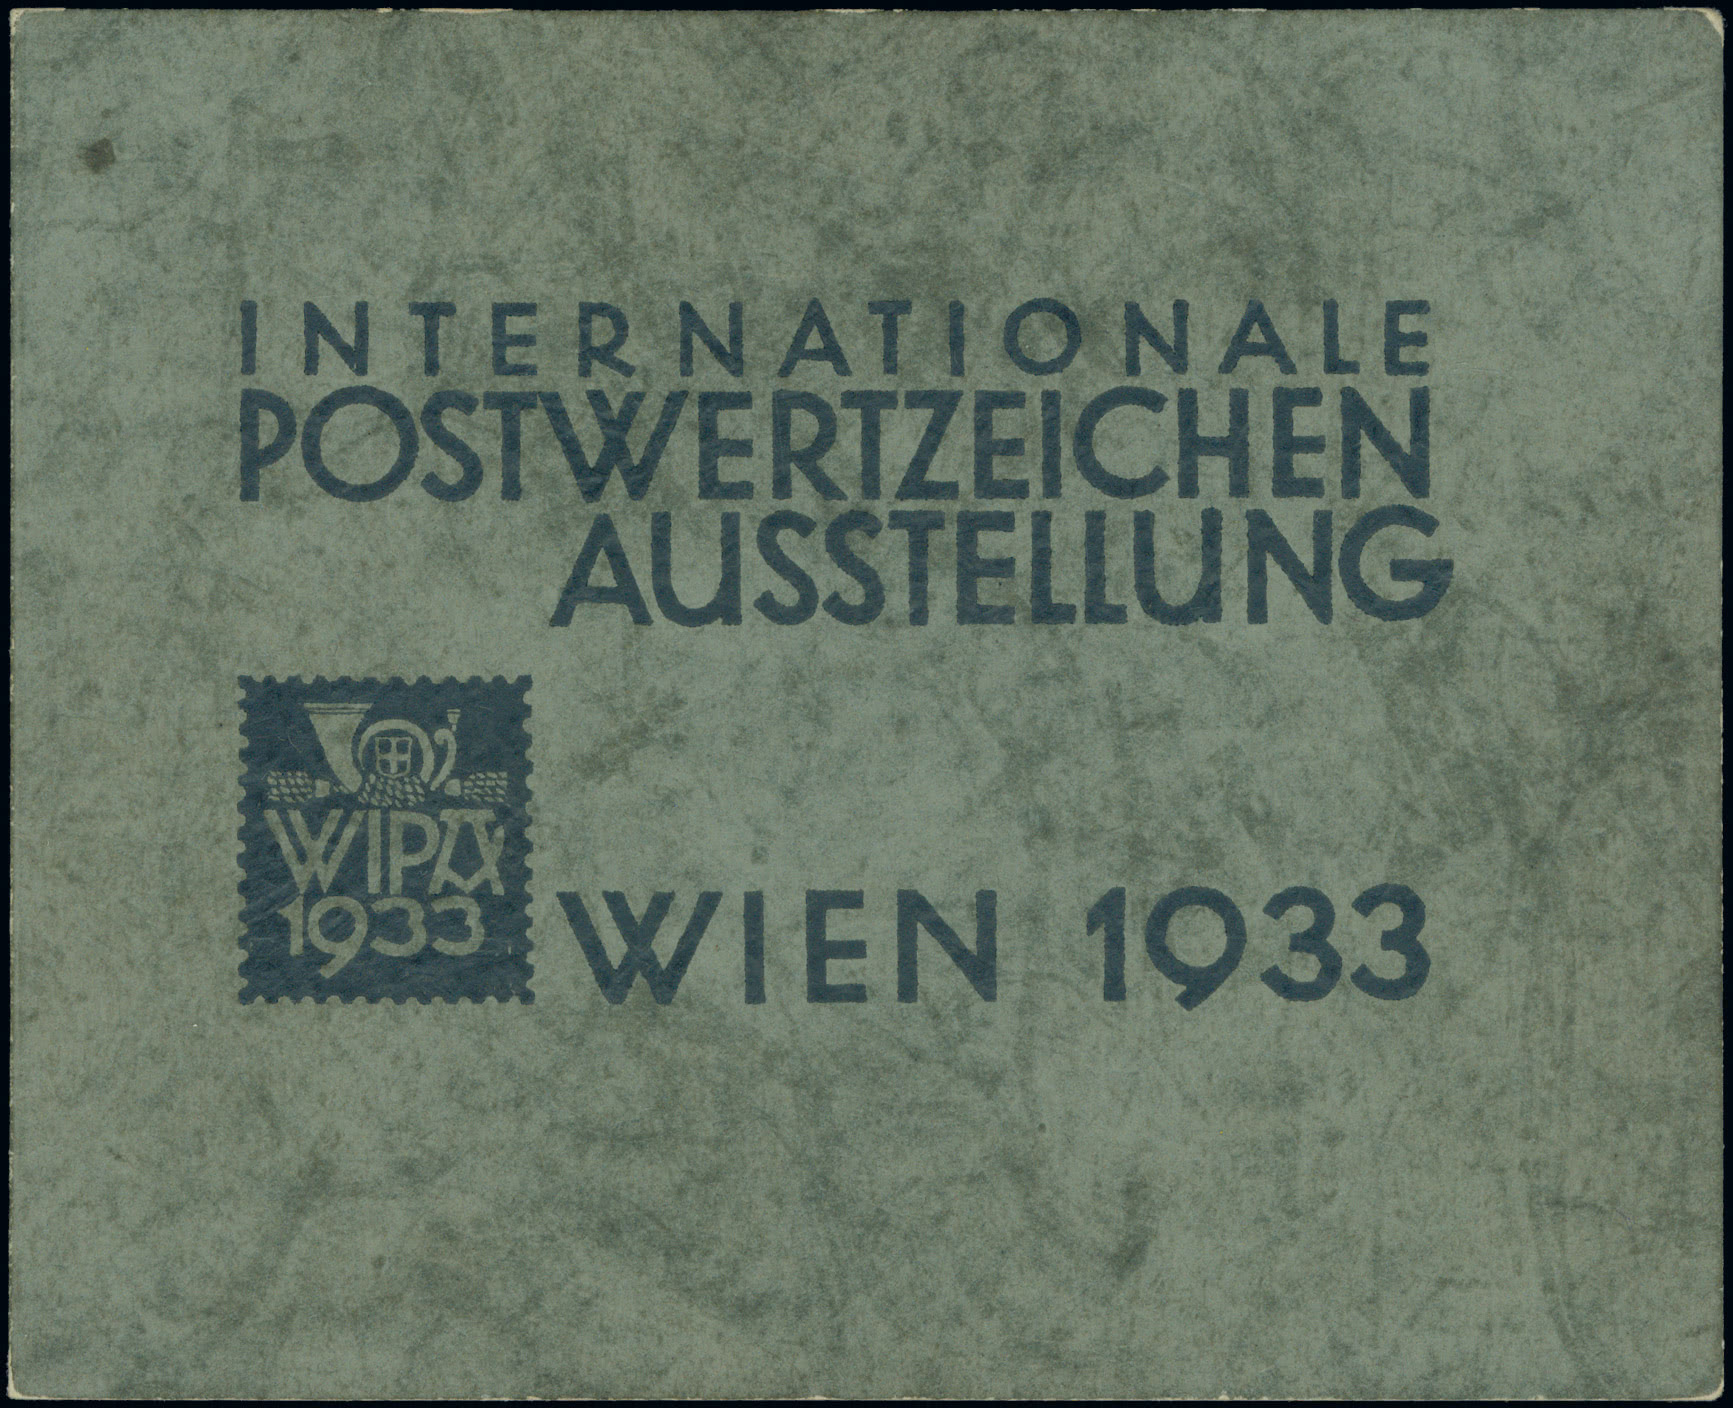 INTERNATIONALE
POSTWERTZEICHEN
AUSSTELLUNG
WIPA
1933
WIEN 1933